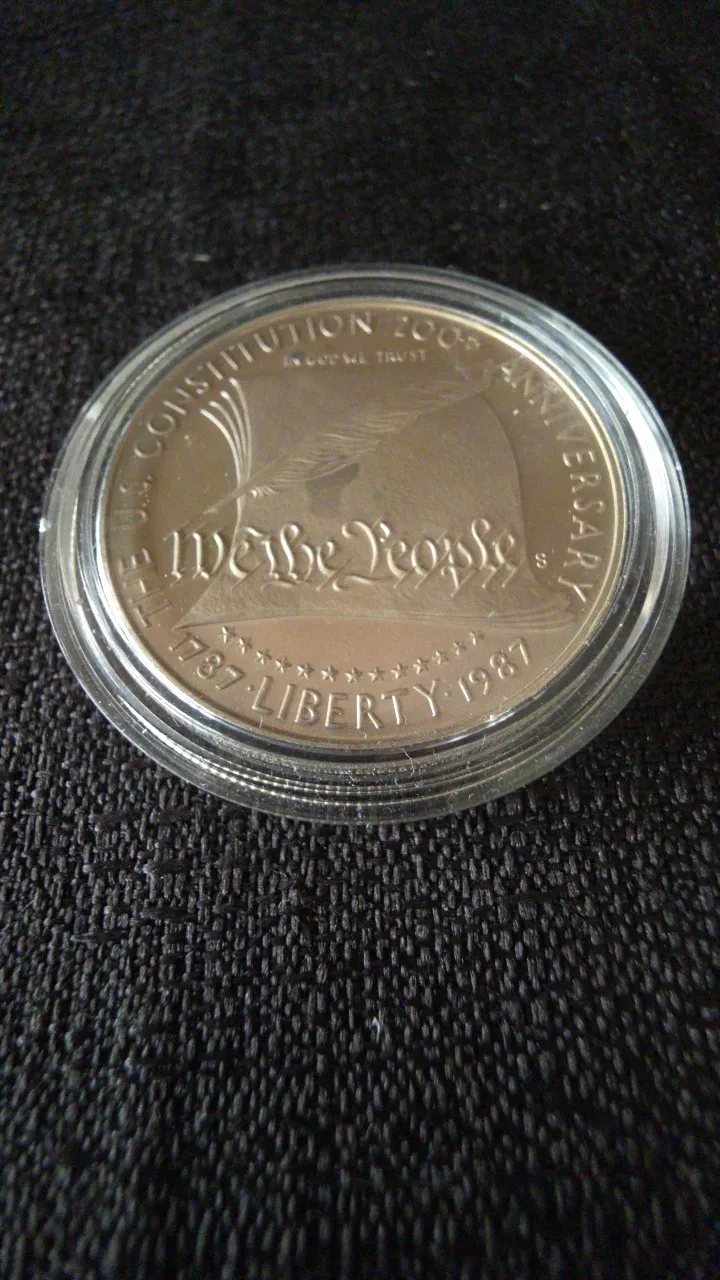 THE U.S. CONSTITUTION 200TH ANNIVERSARY
IN GOD WE TRUST
We the People
S
1787 · LIBERTY · 1987